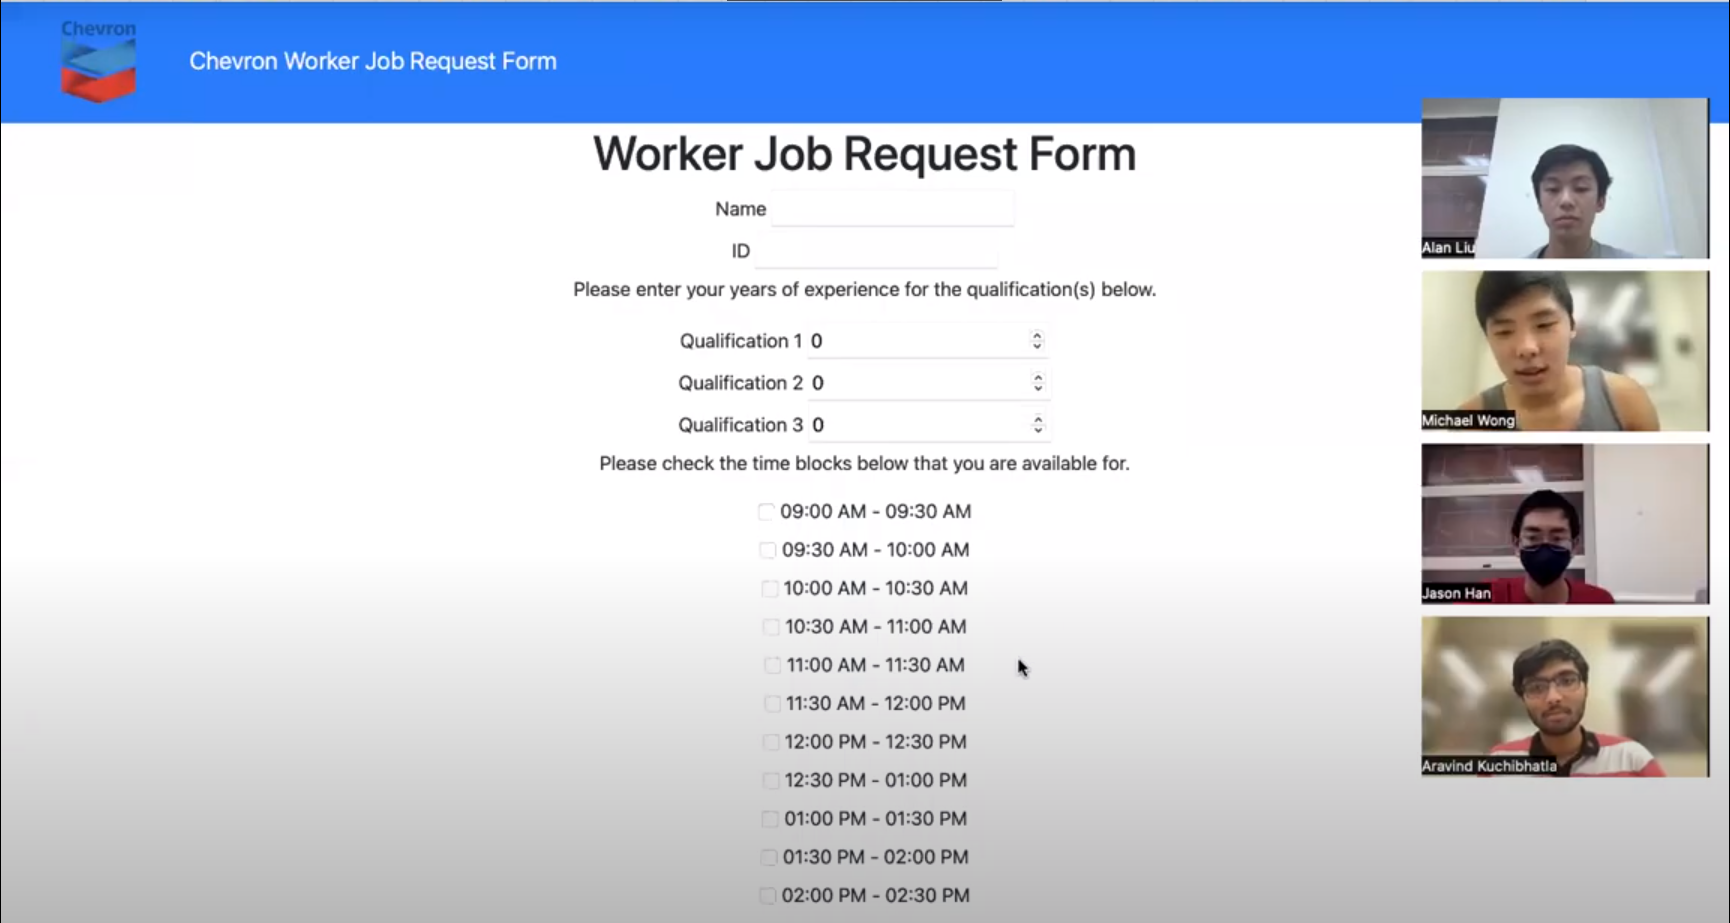 Chevron
Chevron Worker Job Request Form
Worker Job Request Form
Name
ID
Please enter your years of experience for the qualification(s) below.
Qualification 1 0
Qualification 2 0
Qualification 3 0
Please check the time blocks below that you are available for.
09:00 AM - 09:30 AM
09:30 AM - 10:00 AM
10:00 AM - 10:30 AM
10:30 AM - 11:00 AM
11:00 AM - 11:30 AM
11:30 AM - 12:00 PM
12:00 PM - 12:30 PM
12:30 PM - 01:00 PM
01:00 PM - 01:30 PM
01:30 PM - 02:00 PM
02:00 PM - 02:30 PM
Alan Liu
Michael Wong
Jason Han
Aravind Kuchibhatla